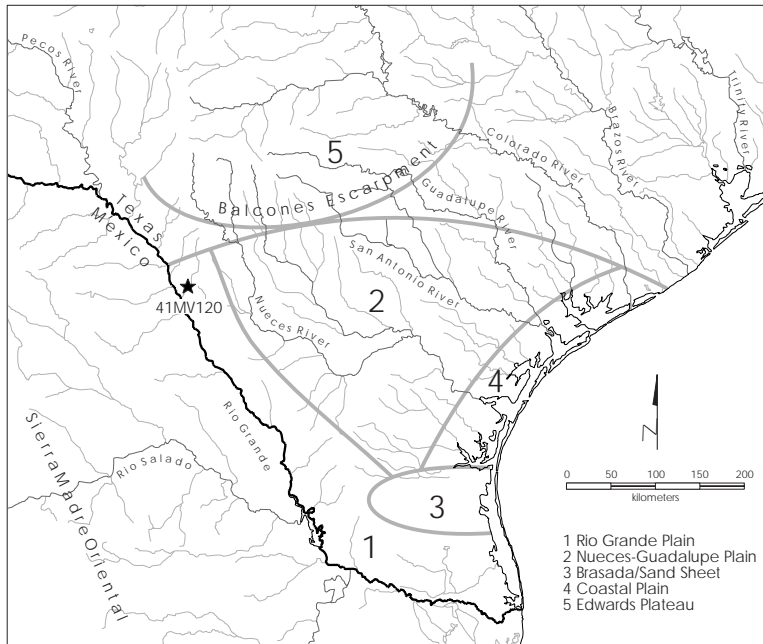 Pecos River
Trinity River
Brazos River
Colorado River
5
Balcones Escarpment
Guadalupe River
Texas
Mexico
San Antonio River
41MV120
2
Nueces River
4
Rio Grande
Sierra Madre Oriental
Rio Salado
N
0 50 100 150 200
kilometers
3
1
1 Rio Grande Plain
2 Nueces-Guadalupe Plain
3 Brasada/Sand Sheet
4 Coastal Plain
5 Edwards Plateau